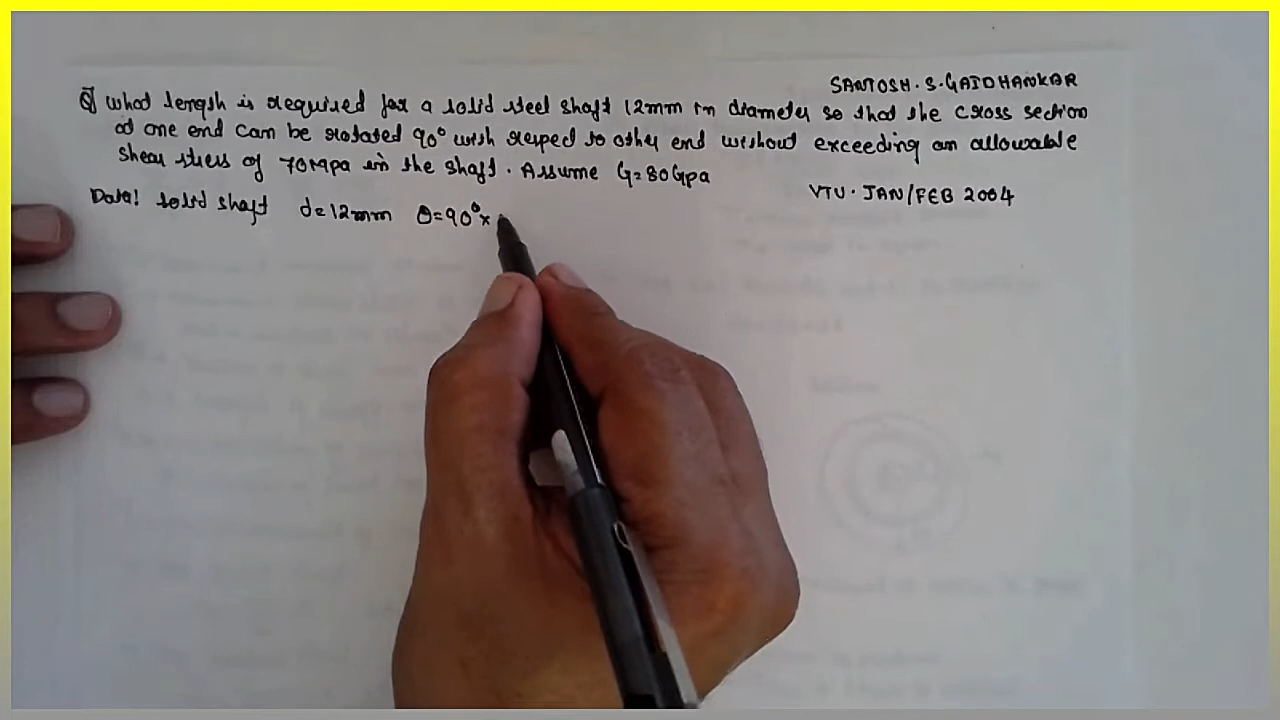 SANTOSH.S.GAIDHANKAR
Q] What length is required for a solid steel shaft 12mm in diameter so that the cross section
at one end can be rotated 90° with respect to other end without exceeding an allowable
shear stress of 70Mpa in the shaft. Assume G=80Gpa
VTU. JAN/FEB 2004
Data! solid shaft d=12mm θ=90°×